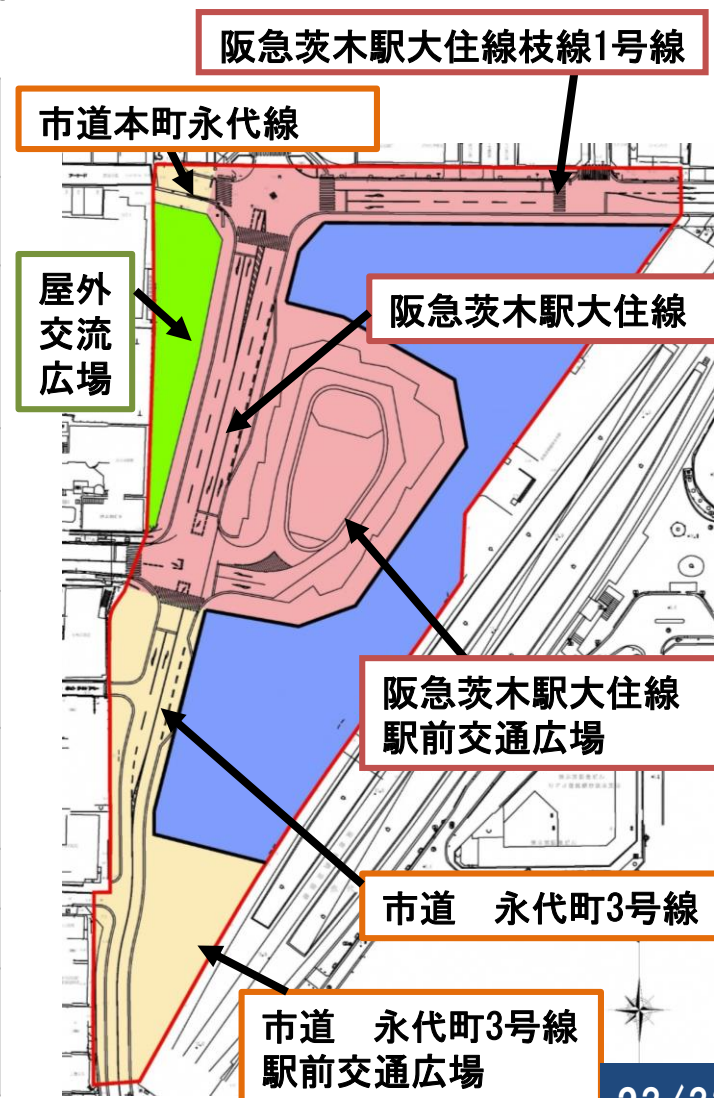 阪急茨木駅大住線枝線1号線
市道本町永代線
屋外
交流
広場
阪急茨木駅大住線
阪急茨木駅大住線
駅前交通広場
市道　永代町3号線
市道　永代町3号線
駅前交通広場